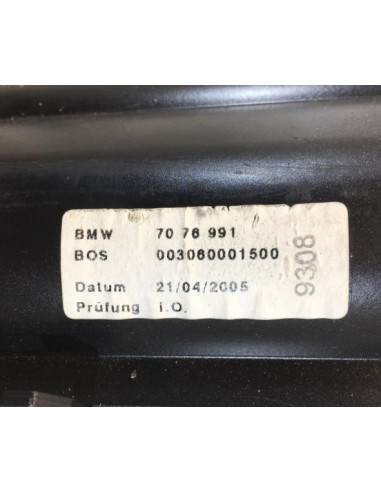 BMW 70 76 991
BOS 003060001500
Datum 21/04/2005
Prüfung I.O.
9308